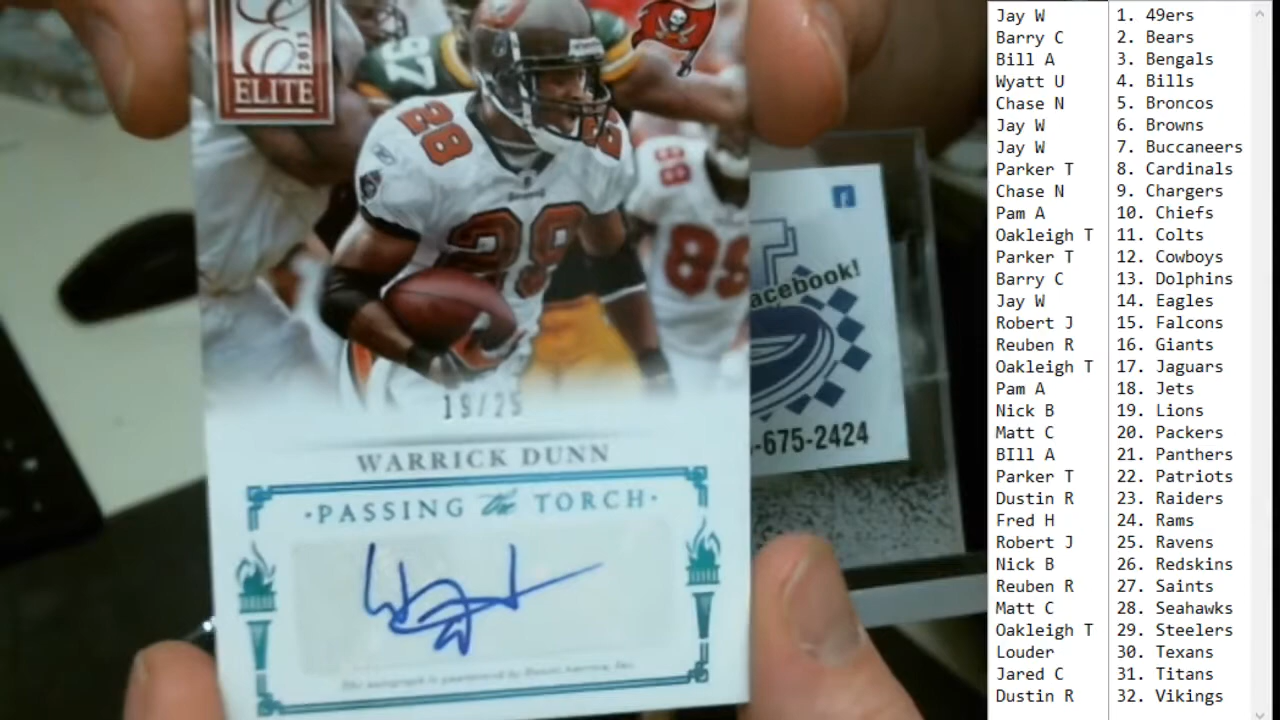 E
2013
ELITE
28
29
88
89
97
19/25
WARRICK DUNN
·PASSING the TORCH·
acebook!
-675-2424
Jay W 1. 49ers
Barry C 2. Bears
Bill A 3. Bengals
Wyatt U 4. Bills
Chase N 5. Broncos
Jay W 6. Browns
Jay W 7. Buccaneers
Parker T 8. Cardinals
Chase N 9. Chargers
Pam A 10. Chiefs
Oakleigh T 11. Colts
Parker T 12. Cowboys
Barry C 13. Dolphins
Jay W 14. Eagles
Robert J 15. Falcons
Reuben R 16. Giants
Oakleigh T 17. Jaguars
Pam A 18. Jets
Nick B 19. Lions
Matt C 20. Packers
BIll A 21. Panthers
Parker T 22. Patriots
Dustin R 23. Raiders
Fred H 24. Rams
Robert J 25. Ravens
Nick B 26. Redskins
Reuben R 27. Saints
Matt C 28. Seahawks
Oakleigh T 29. Steelers
Louder 30. Texans
Jared C 31. Titans
Dustin R 32. Vikings